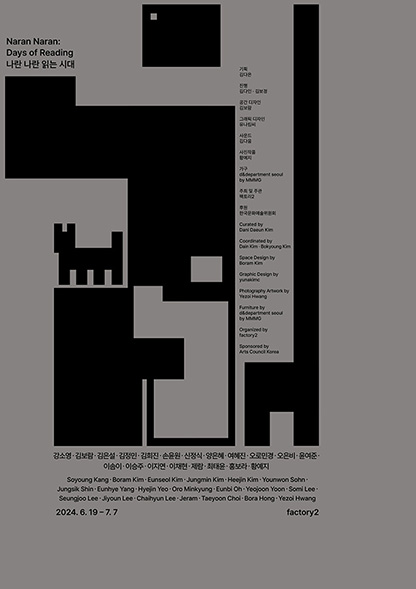 Naran Naran:
Days of Reading
나란 나란 읽는 시대
기획
김다은
진행
김다인 · 김보경
공간 디자인
김보람
그래픽 디자인
유나킴씨
사운드
김다움
사진작품
황예지
가구
d&department seoul
by MMMG
주최 및 주관
팩토리2
후원
한국문화예술위원회
Curated by
Dani Daeun Kim
Coordinated by
Dain Kim · Bokyoung Kim
Space Design by
Boram Kim
Graphic Design by
yunakimc
Photography Artwork by
Yezoi Hwang
Furniture by
d&department seoul
by MMMG
Organized by
factory2
Sponsored by
Arts Council Korea
강소영 · 김보람 · 김은설 · 김정민 · 김희진 · 손윤원 · 신정식 · 양은혜 · 여혜진 · 오로민경 · 오은비 · 윤여준 ·
이솜이 · 이승주 · 이지연 · 이채현 · 제람 · 최태윤 · 홍보라 · 황예지
Soyoung Kang · Boram Kim · Eunseol Kim · Jungmin Kim · Heejin Kim · Younwon Sohn ·
Jungsik Shin · Eunhye Yang · Hyejin Yeo · Oro Minkyung · Eunbi Oh · Yeojoon Yoon · Somi Lee ·
Seungjoo Lee · Jiyoun Lee · Chaihyun Lee · Jeram · Taeyoon Choi · Bora Hong · Yezoi Hwang
2024. 6. 19 – 7. 7
factory2